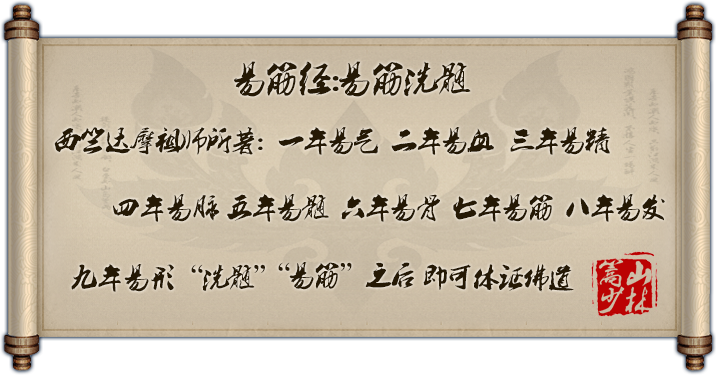 易筋经:易筋洗髓
西竺达摩祖师所著：一年易气 二年易血 三年易精
四年易脉 五年易髓 六年易骨 七年易筋 八年易发
九年易形 “洗髓”“易筋” 之后 即可体证佛道
嵩山少林